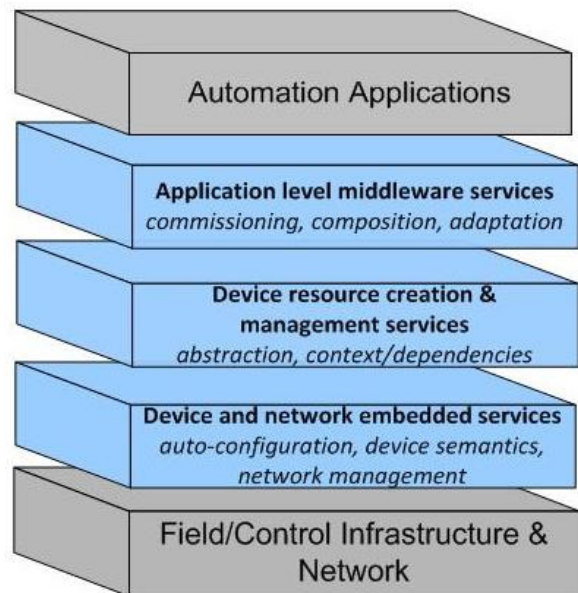 Automation Applications
Application level middleware services
commissioning, composition, adaptation
Device resource creation &
management services
abstraction, context/dependencies
Device and network embedded services
auto-configuration, device semantics,
network management
Field/Control Infrastructure &
Network